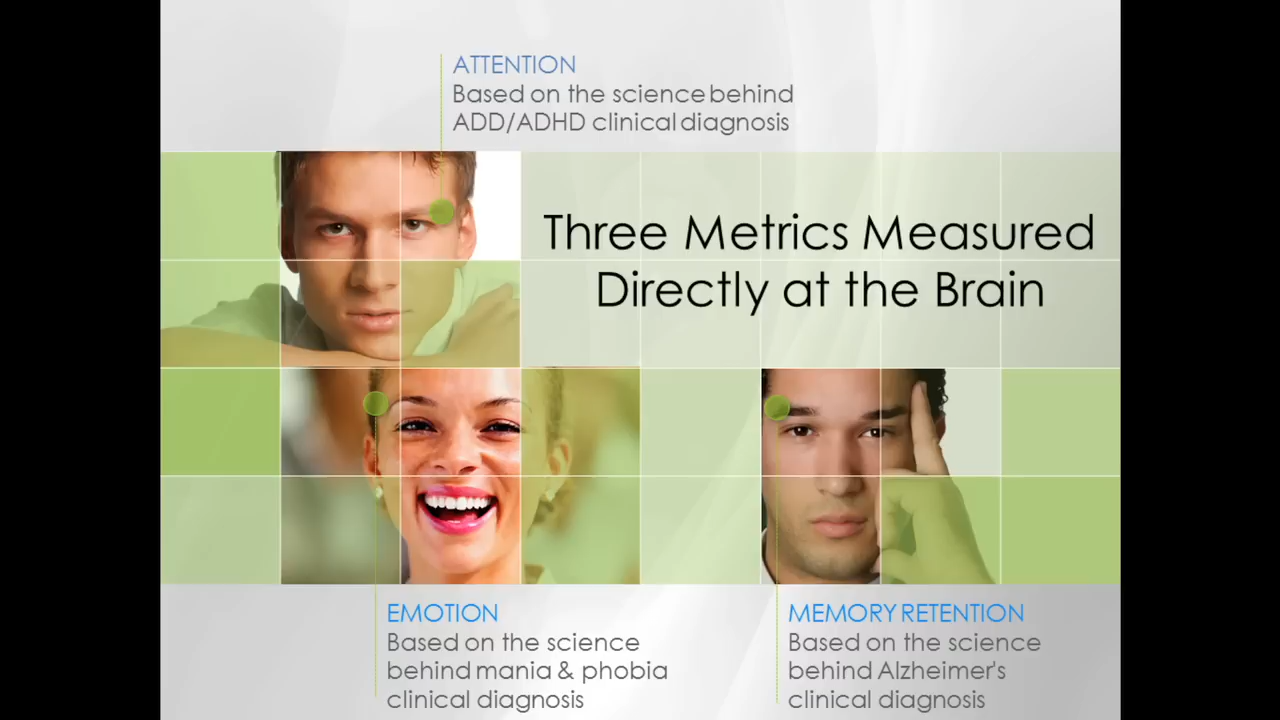 ATTENTION
Based on the science behind
ADD/ADHD clinical diagnosis
Three Metrics Measured
Directly at the Brain
EMOTION
Based on the science
behind mania & phobia
clinical diagnosis
MEMORY RETENTION
Based on the science
behind Alzheimer's
clinical diagnosis